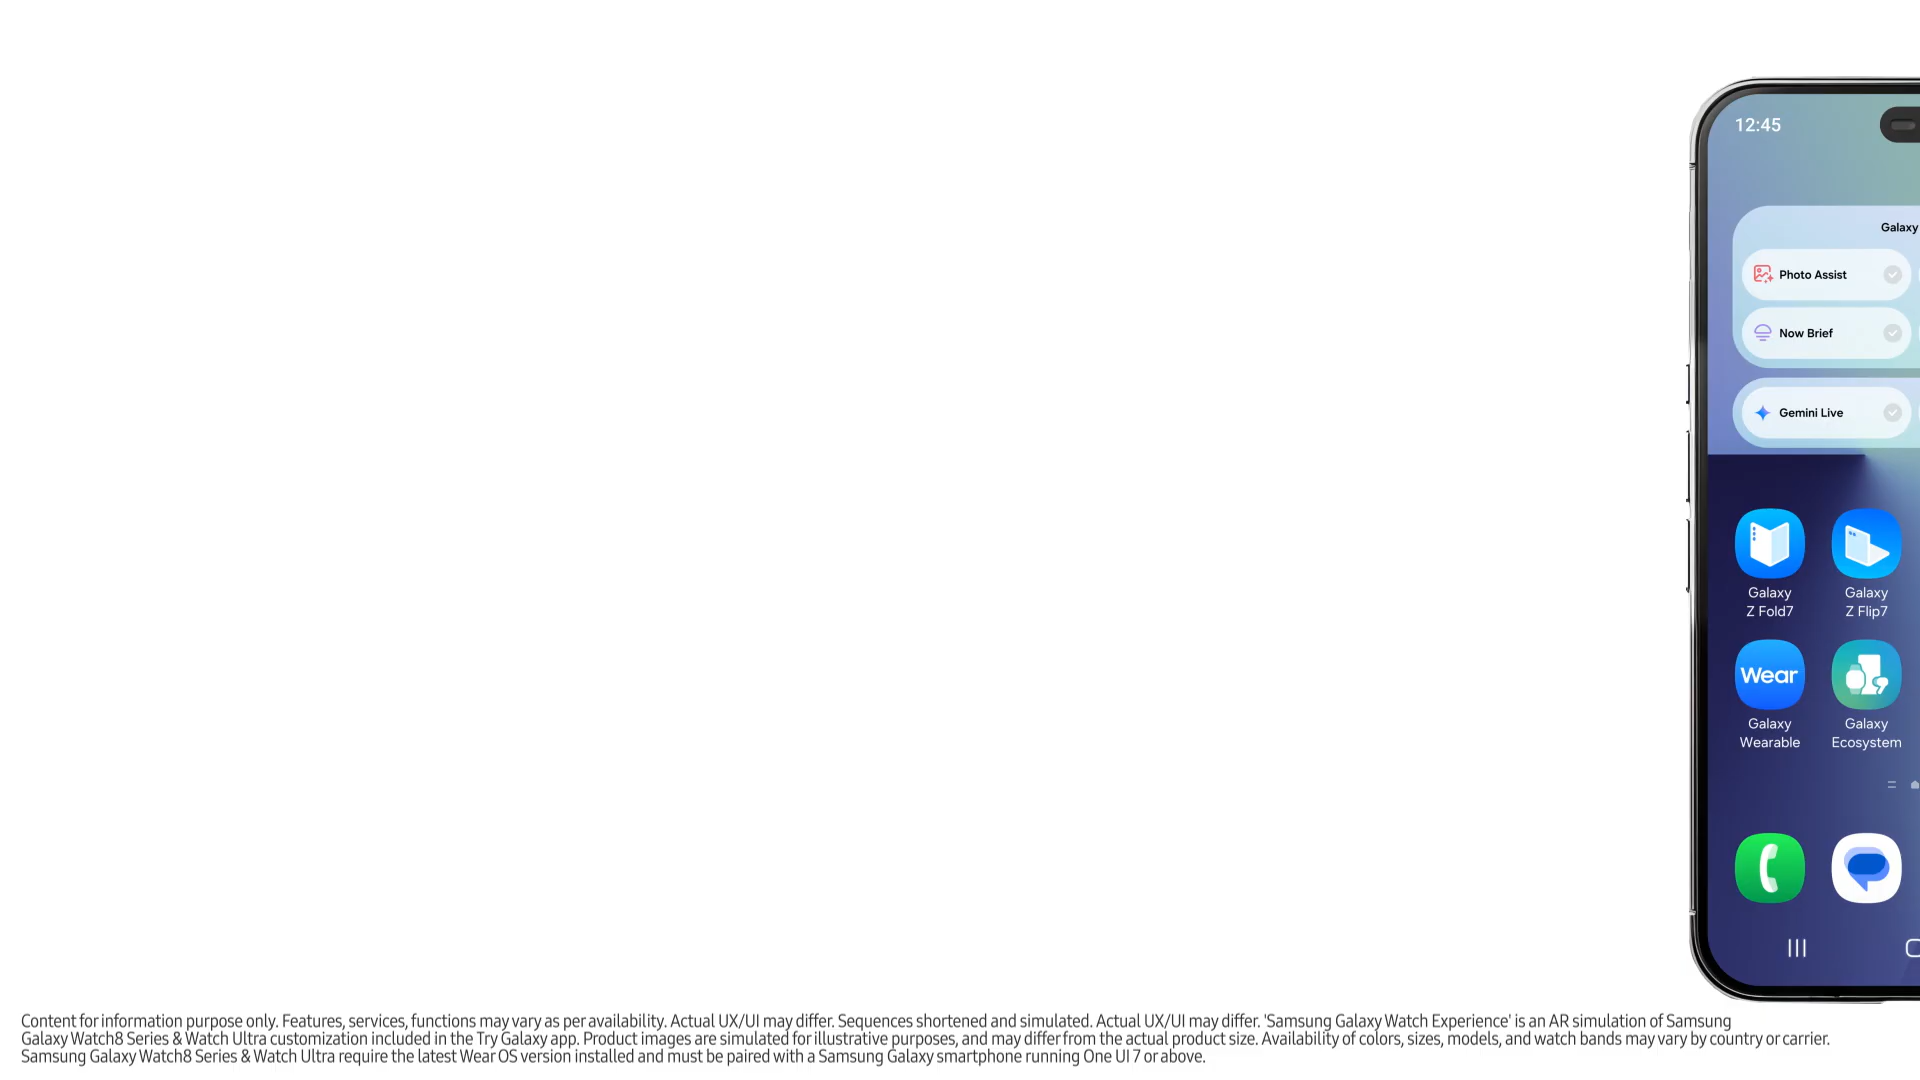 12:45
Galaxy
Photo Assist
Now Brief
Gemini Live
Galaxy
Z Fold7
Galaxy
Z Flip7
Wear
Galaxy
Wearable
Galaxy
Ecosystem
Content for information purpose only. Features, services, functions may vary as per availability. Actual UX/UI may differ. Sequences shortened and simulated. Actual UX/UI may differ. 'Samsung Galaxy Watch Experience' is an AR simulation of Samsung
Galaxy Watch8 Series & Watch Ultra customization included in the Try Galaxy app. Product images are simulated for illustrative purposes, and may differ from the actual product size. Availability of colors, sizes, models, and watch bands may vary by country or carrier.
Samsung Galaxy Watch8 Series & Watch Ultra require the latest Wear OS version installed and must be paired with a Samsung Galaxy smartphone running One UI 7 or above.